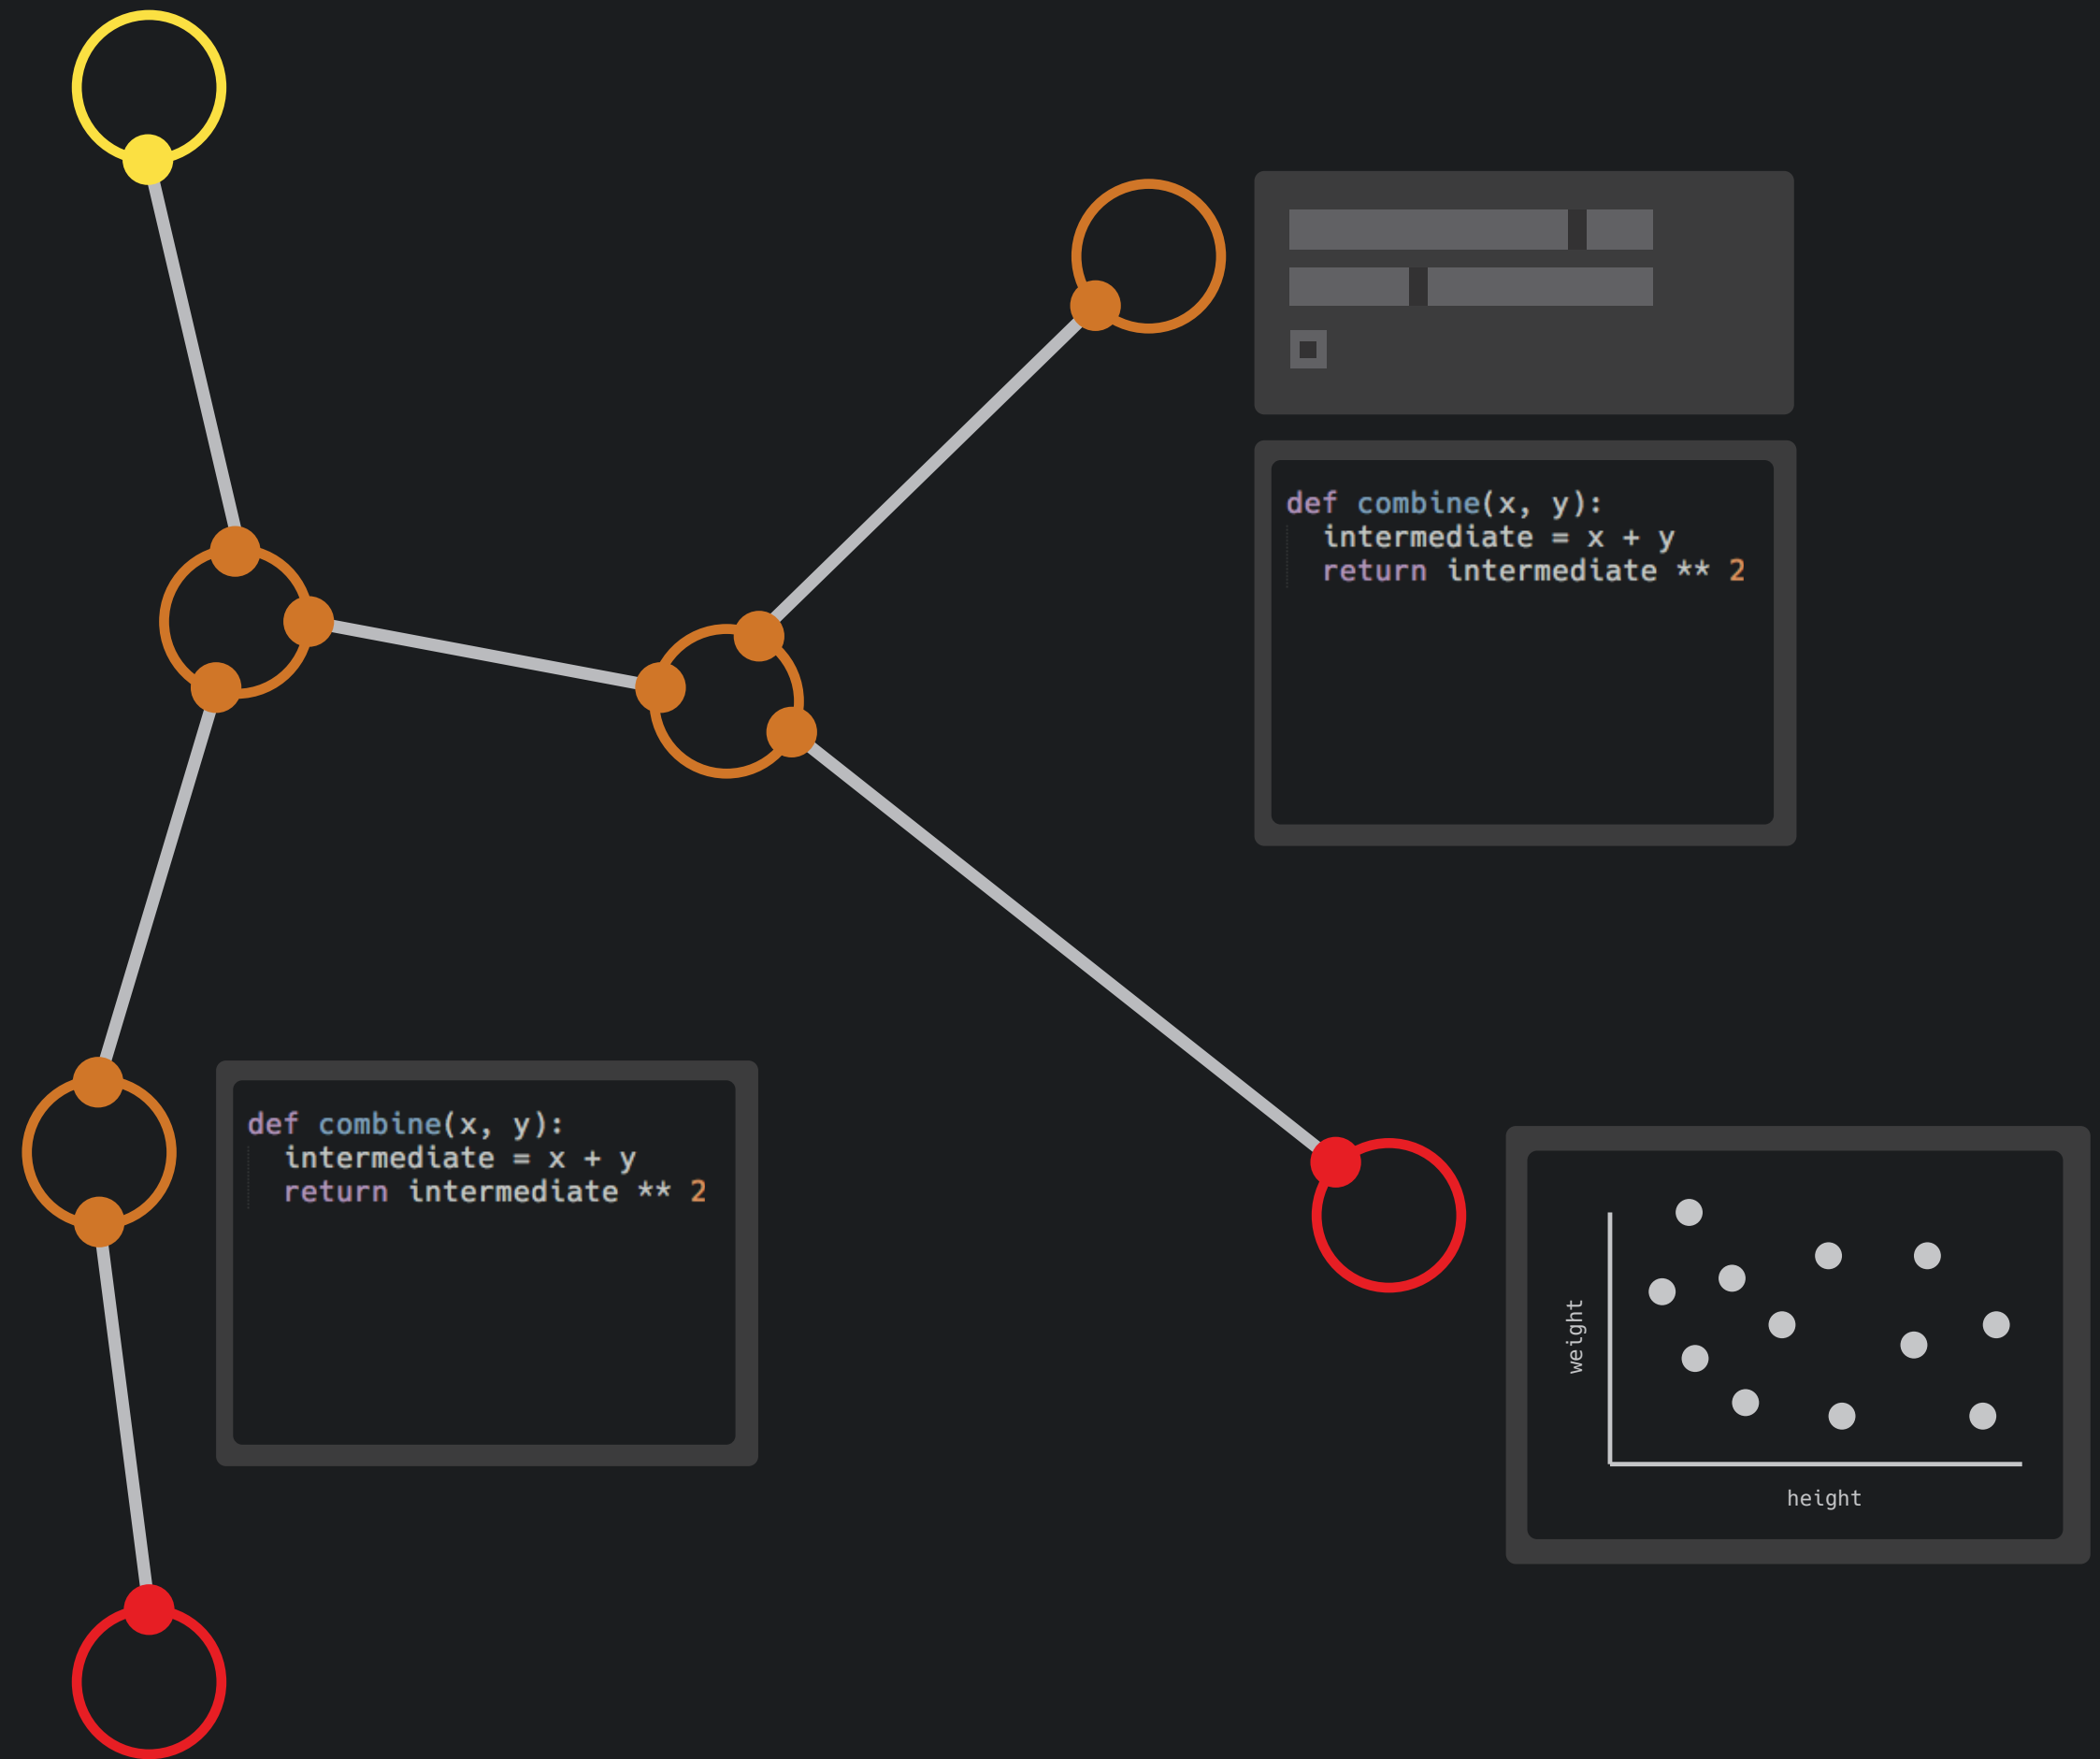 def combine(x, y):
  intermediate = x + y
  return intermediate ** 2
def combine(x, y):
  intermediate = x + y
  return intermediate ** 2
weight
height